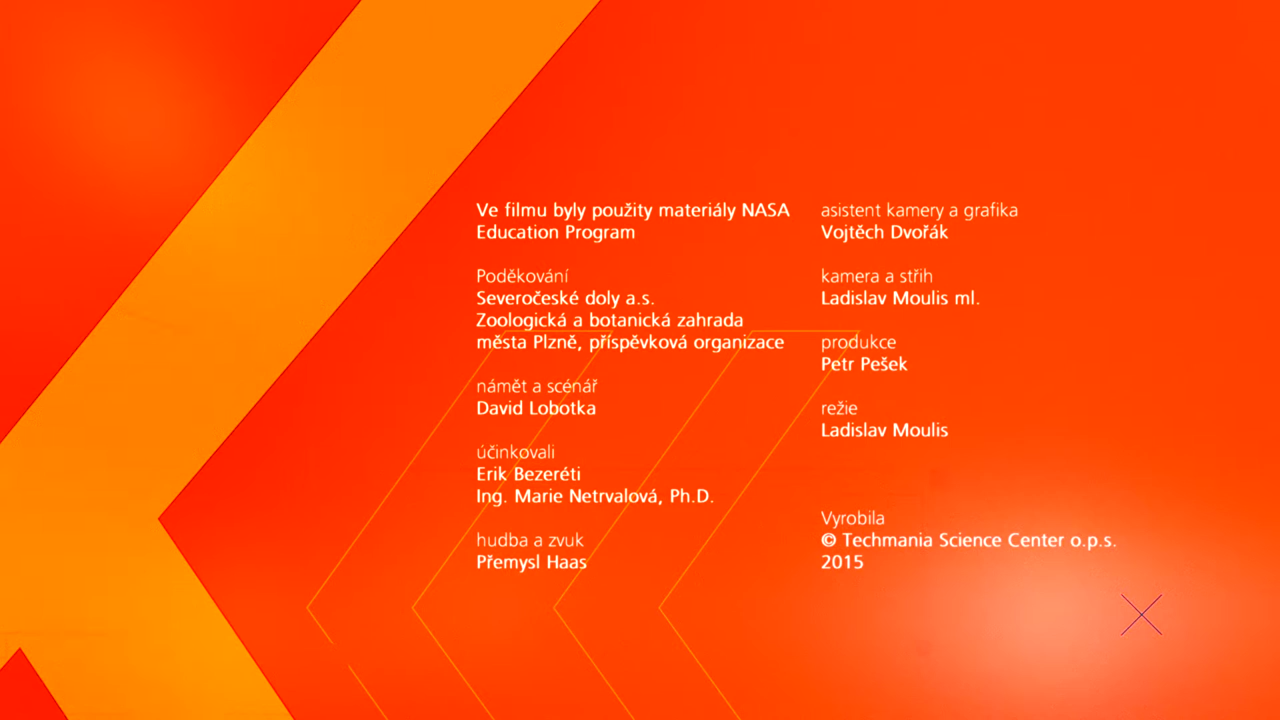 Ve filmu byly použity materiály NASA
Education Program
Poděkování
Severočeské doly a.s.
Zoologická a botanická zahrada
města Plzně, příspěvková organizace
námět a scénář
David Lobotka
účinkovali
Erik Bezeréti
Ing. Marie Netrvalová, Ph.D.
hudba a zvuk
Přemysl Haas
asistent kamery a grafika
Vojtěch Dvořák
kamera a střih
Ladislav Moulis ml.
produkce
Petr Pešek
režie
Ladislav Moulis
Vyrobila
© Techmania Science Center o.p.s.
2015